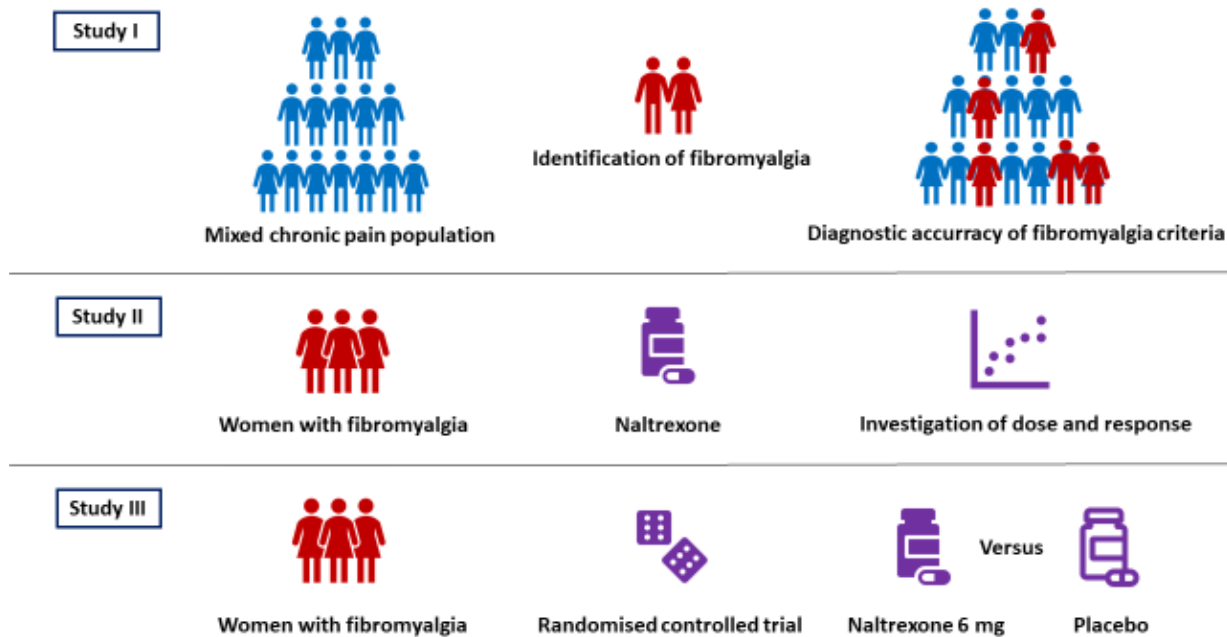 Study I
Identification of fibromyalgia
Mixed chronic pain population
Diagnostic accurracy of fibromyalgia criteria
Study II
Women with fibromyalgia
Naltrexone
Investigation of dose and response
Study III
Versus
Women with fibromyalgia
Randomised controlled trial
Naltrexone 6 mg
Placebo